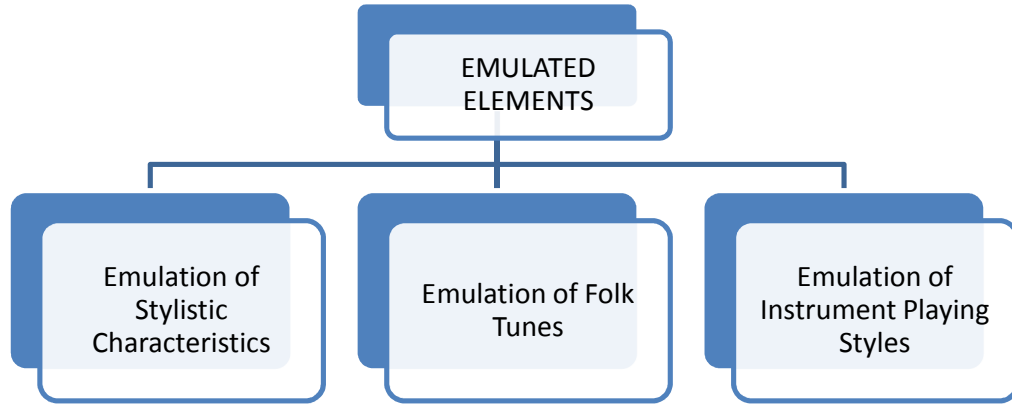 EMULATED
ELEMENTS
Emulation of
Stylistic
Characteristics
Emulation of Folk
Tunes
Emulation of
Instrument Playing
Styles